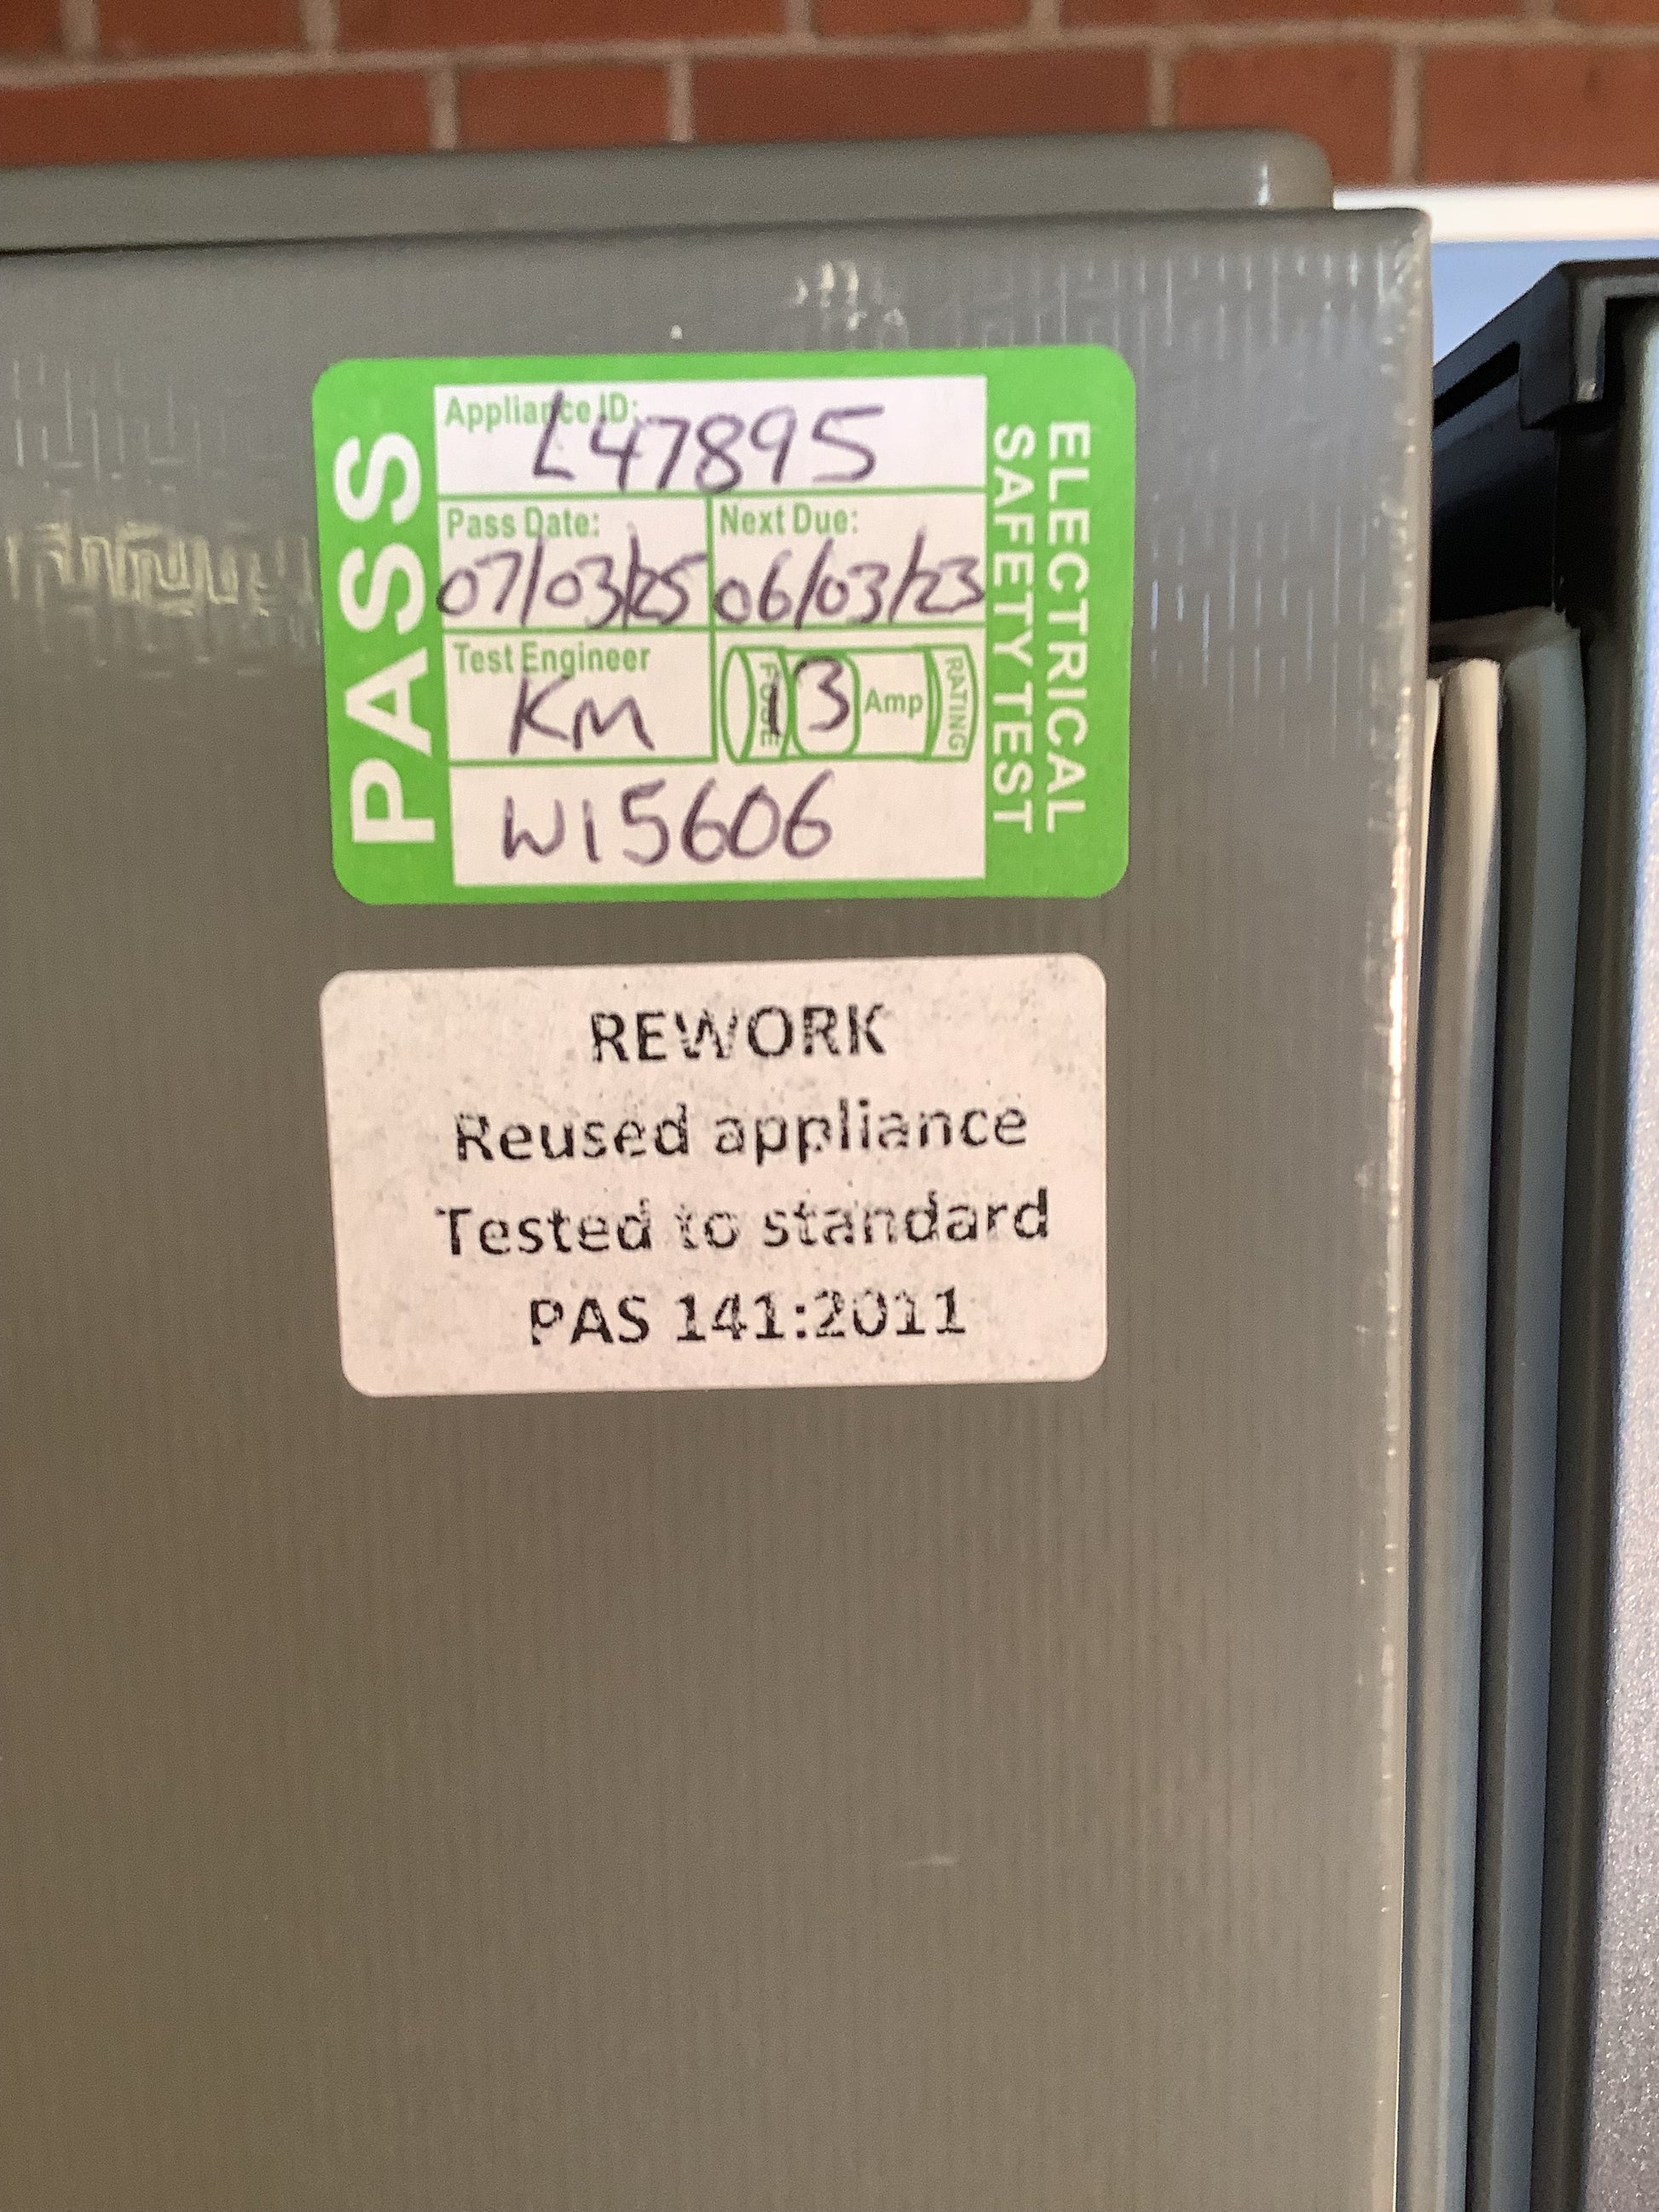 PASS
Appliance ID:
L47895
Pass Date:
07/03/25
Next Due:
06/03/23
Test Engineer
KM
FUSE 13 Amp RATING
W15606
ELECTRICAL
SAFETY TEST
REWORK
Reused appliance
Tested to standard
PAS 141:2011